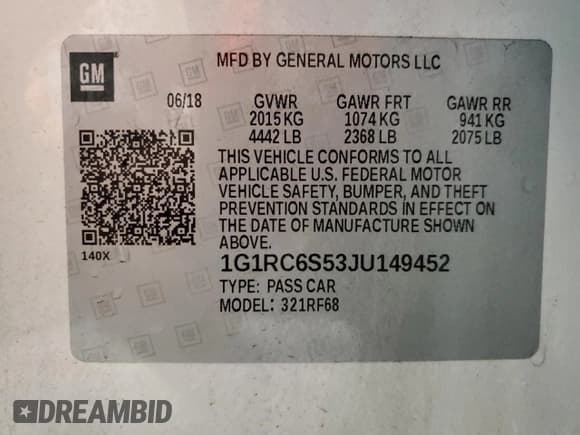 GM
MFD BY GENERAL MOTORS LLC
06/18 GVWR GAWR FRT GAWR RR
2015 KG 1074 KG 941 KG
4442 LB 2368 LB 2075 LB
THIS VEHICLE CONFORMS TO ALL
APPLICABLE U.S. FEDERAL MOTOR
VEHICLE SAFETY, BUMPER, AND THEFT
PREVENTION STANDARDS IN EFFECT ON
THE DATE OF MANUFACTURE SHOWN
ABOVE.
140X
1G1RC6S53JU149452
TYPE: PASS CAR
MODEL: 321RF68
DREAMBID